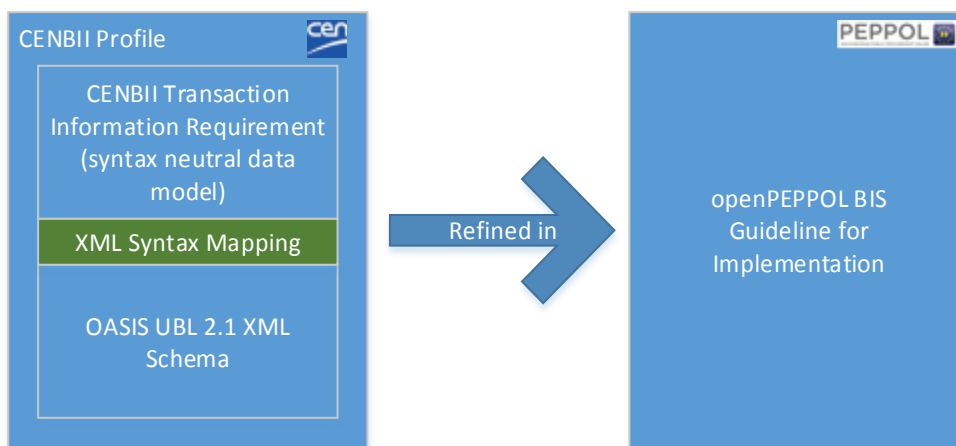 CENBII Profile
cen
CENBII Transaction
Information Requirement
(syntax neutral data
model)
XML Syntax Mapping
OASIS UBL 2.1 XML
Schema
Refined in
PEPPOL
openPEPPOL BIS
Guideline for
Implementation